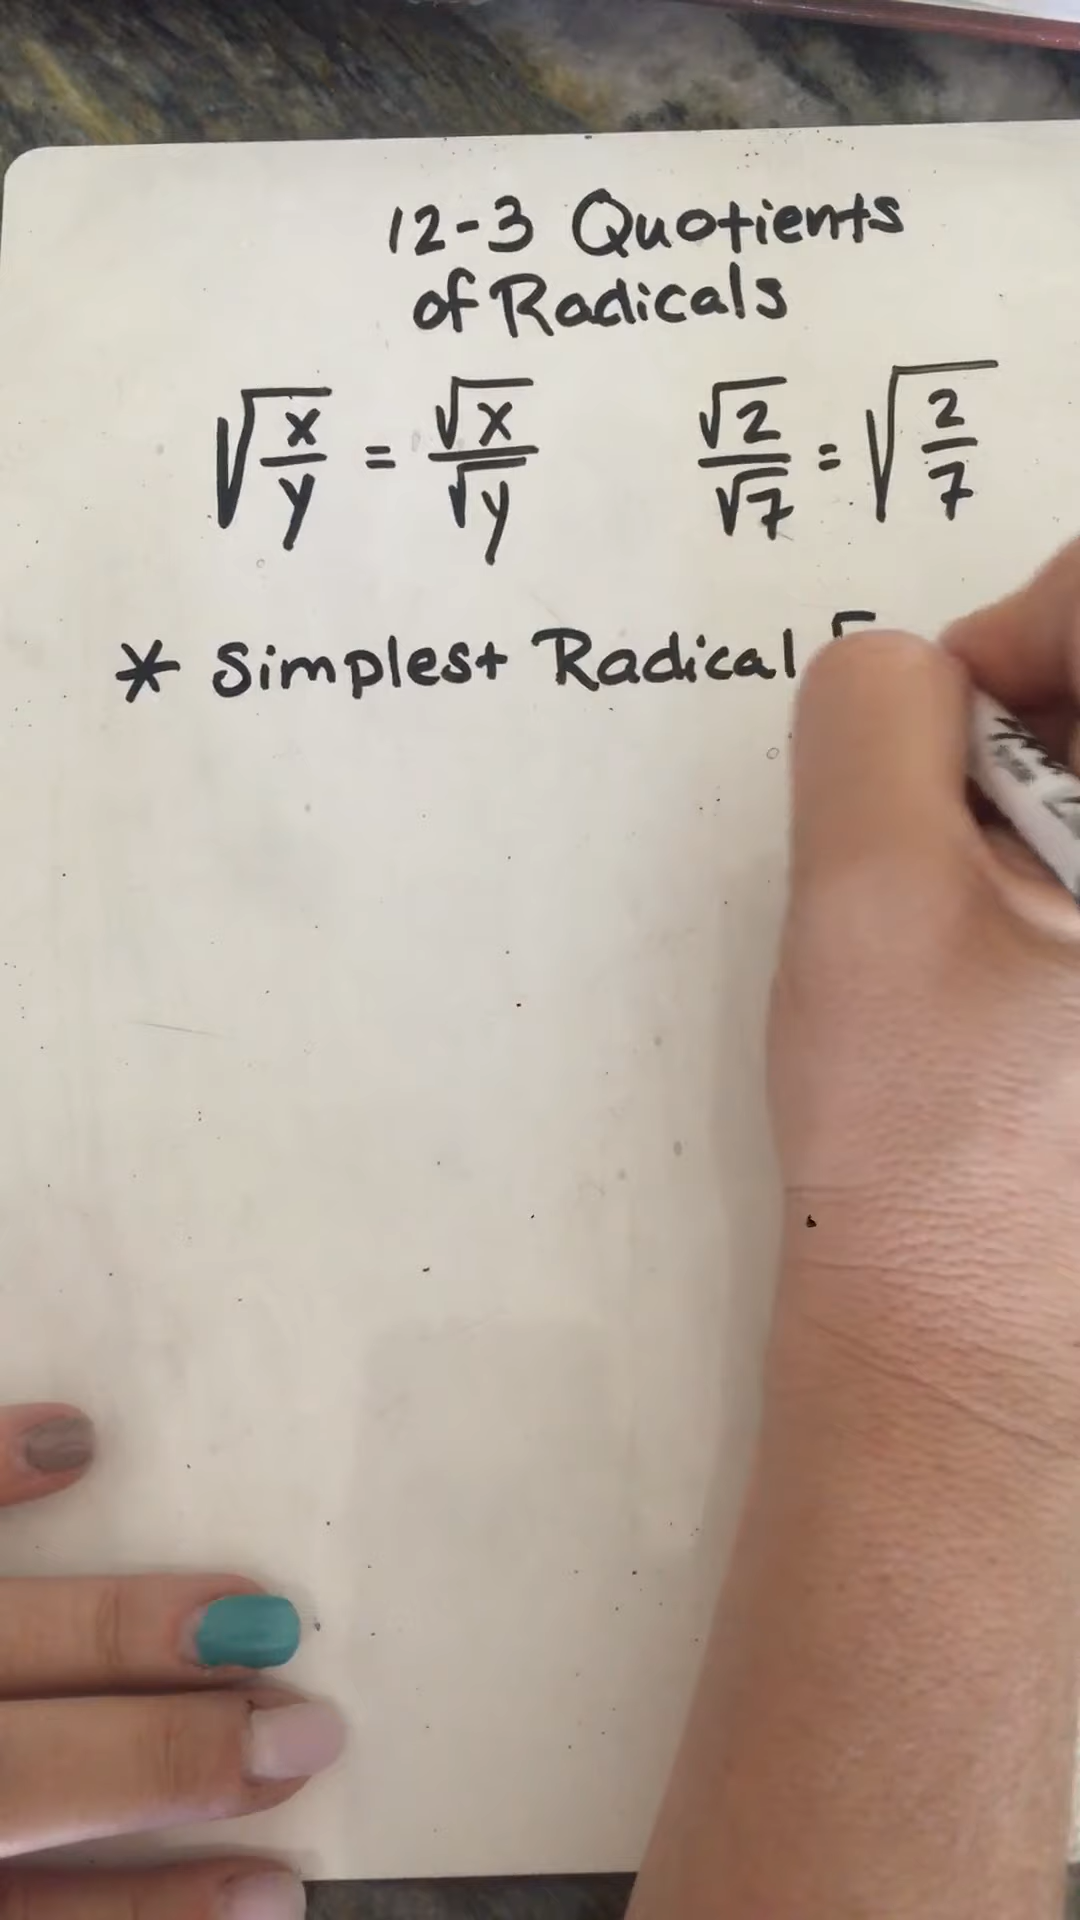 12-3 Quotients
of Radicals
√(x/y) = √x/√y    √2/√7 = √(2/7)
* Simplest Radical